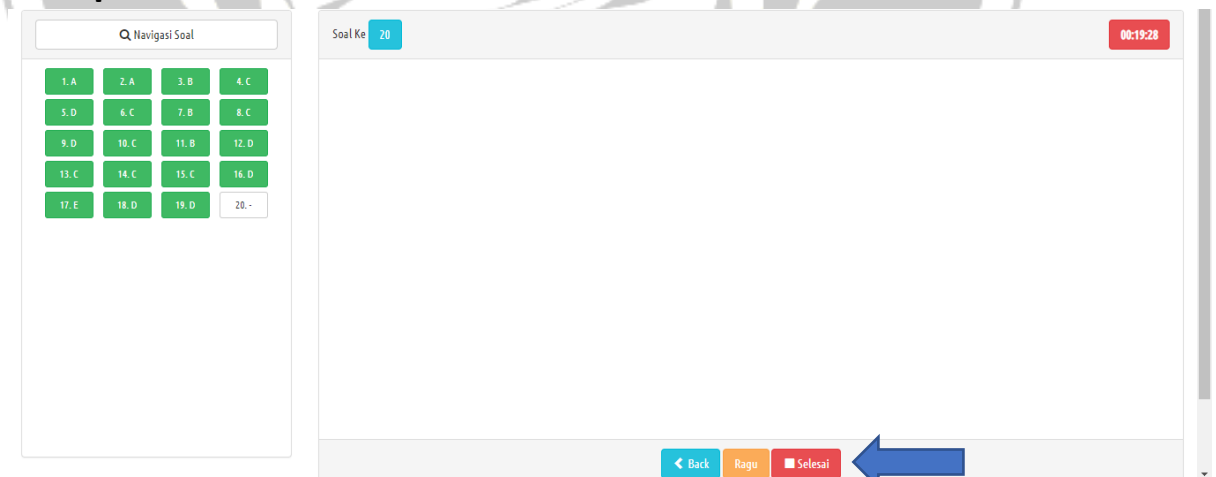 Navigasi Soal
Soal Ke 20
00:19:28
1. A 2. A 3. B 4. C
5. D 6. C 7. B 8. C
9. D 10. C 11. B 12. D
13. C 14. C 15. C 16. D
17. E 18. D 19. D 20. -
Back Ragu Selesai